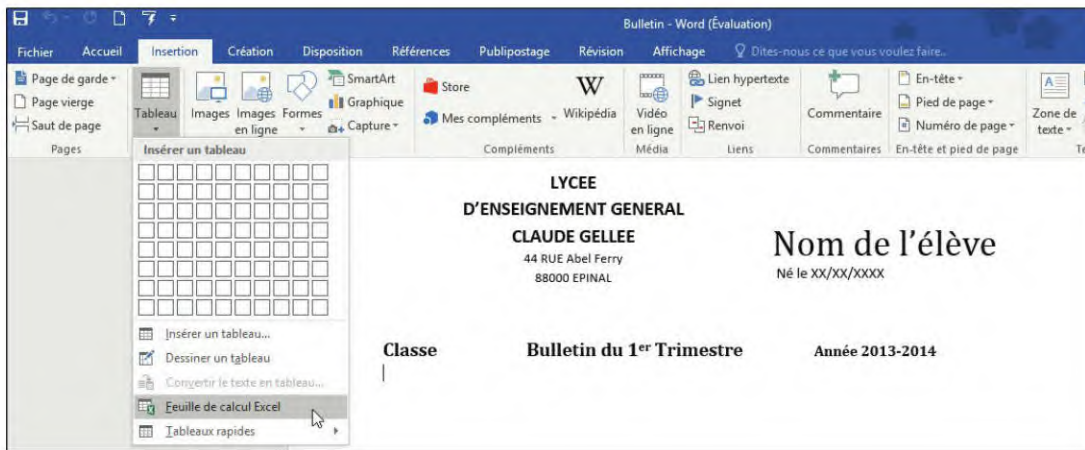 Bulletin - Word (Évaluation)
Fichier Accueil Insertion Création Disposition Références Publipostage Révision Affichage Dites-nous ce que vous voulez faire...
Page de garde
Page vierge
Saut de page
Pages
Tableau
Images
Images en ligne
Formes
SmartArt
Graphique
Capture
Store
Mes compléments
W
Wikipédia
Compléments
Vidéo en ligne
Média
Lien hypertexte
Signet
Renvoi
Liens
Commentaire
Commentaires
En-tête
Pied de page
Numéro de page
En-tête et pied de page
A
Zone de texte
Te
Insérer un tableau
Insérer un tableau...
Dessiner un tableau
Convertir le texte en tableau...
Feuille de calcul Excel
Tableaux rapides
LYCEE
D'ENSEIGNEMENT GENERAL
CLAUDE GELLEE
44 RUE Abel Ferry
88000 EPINAL
Nom de l'élève
Né le XX/XX/XXXX
Classe Bulletin du 1er Trimestre Année 2013-2014